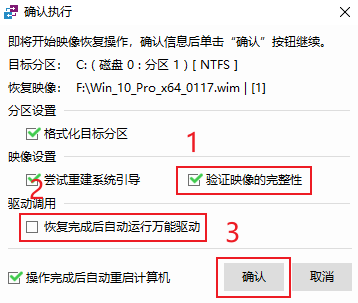 确认执行
即将开始映像恢复操作，确认信息后单击“确认”按钮继续。
目标分区： C: ( 磁盘 0 : 分区 1 ) [ NTFS ]
恢复映像： F:\Win_10_Pro_x64_0117.wim | [1]
分区设置
格式化目标分区
1
映像设置
尝试重建系统引导 验证映像的完整性
2
驱动调用
恢复完成后自动运行万能驱动
3
操作完成后自动重启计算机 确认 取消